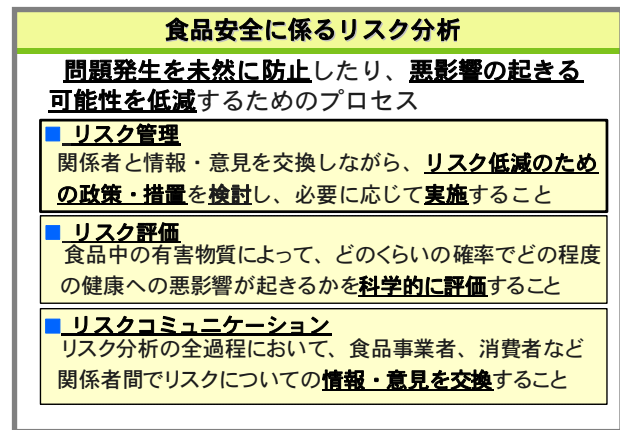 食品安全に係るリスク分析
問題発生を未然に防止したり、悪影響の起きる
可能性を低減するためのプロセス
■ リスク管理
関係者と情報・意見を交換しながら、リスク低減のため
の政策・措置を検討し、必要に応じて実施すること
■ リスク評価
食品中の有害物質によって、どのくらいの確率でどの程度
の健康への悪影響が起きるかを科学的に評価すること
■ リスクコミュニケーション
リスク分析の全過程において、食品事業者、消費者など
関係者間でリスクについての情報・意見を交換すること